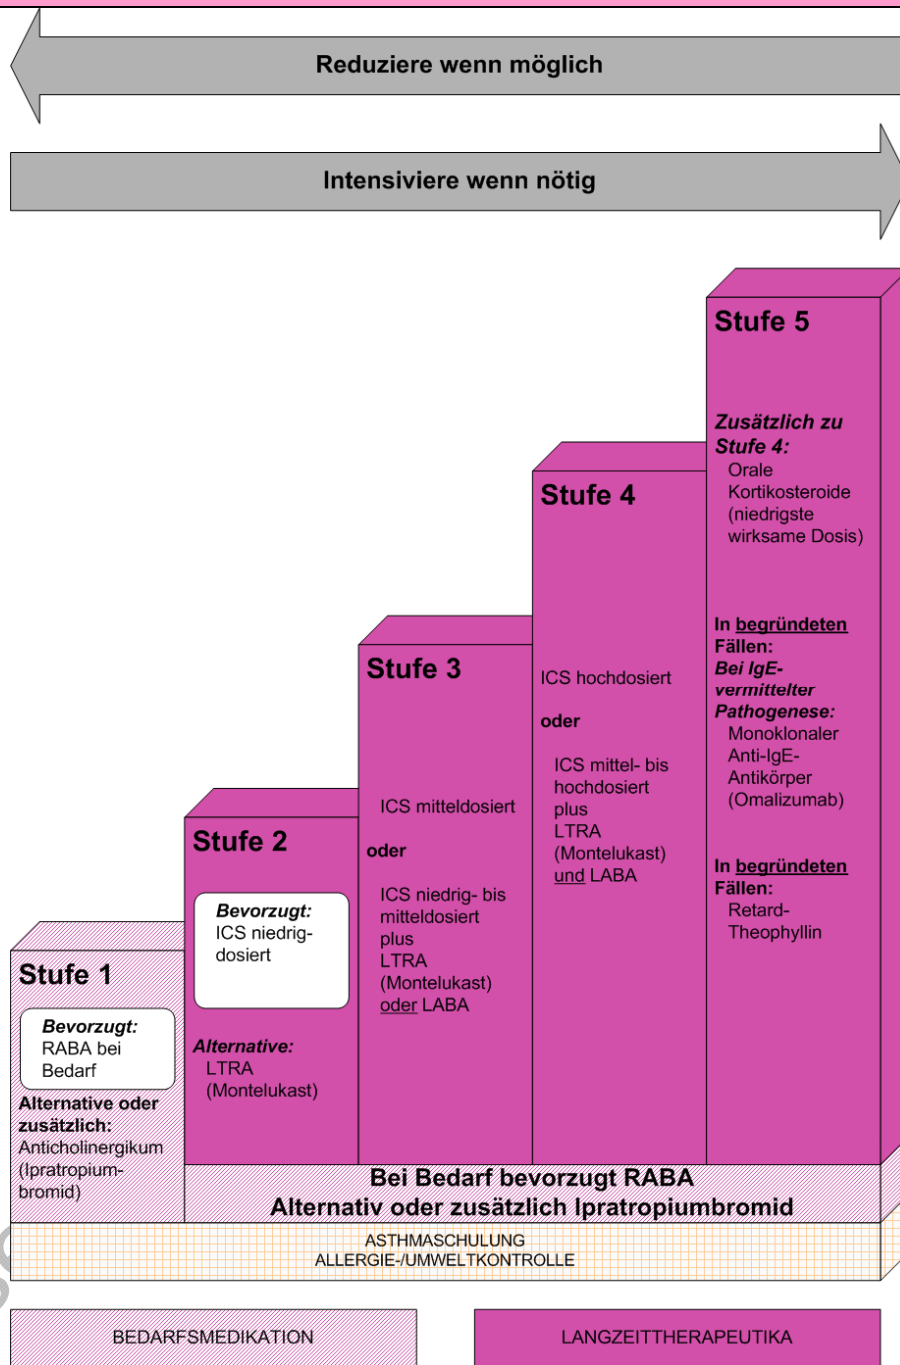 Reduziere wenn möglich
Intensiviere wenn nötig
Stufe 5
Zusätzlich zu
Stufe 4:
Orale
Kortikosteroide
(niedrigste
wirksame Dosis)
In begründeten
Fällen:
Bei IgE-
vermittelter
Pathogenese:
Monoklonaler
Anti-IgE-
Antikörper
(Omalizumab)
In begründeten
Fällen:
Retard-
Theophyllin
Stufe 4
ICS hochdosiert
oder
ICS mittel- bis
hochdosiert
plus
LTRA
(Montelukast)
und LABA
Stufe 3
ICS mitteldosiert
oder
ICS niedrig- bis
mitteldosiert
plus
LTRA
(Montelukast)
oder LABA
Stufe 2
Bevorzugt:
ICS niedrig-
dosiert
Alternative:
LTRA
(Montelukast)
Stufe 1
Bevorzugt:
RABA bei
Bedarf
Alternative oder
zusätzlich:
Anticholinergikum
(Ipratropium-
bromid)
Bei Bedarf bevorzugt RABA
Alternativ oder zusätzlich Ipratropiumbromid
ASTHMASCHULUNG
ALLERGIE-/UMWELTKONTROLLE
BEDARFSMEDIKATION
LANGZEITTHERAPEUTIKA